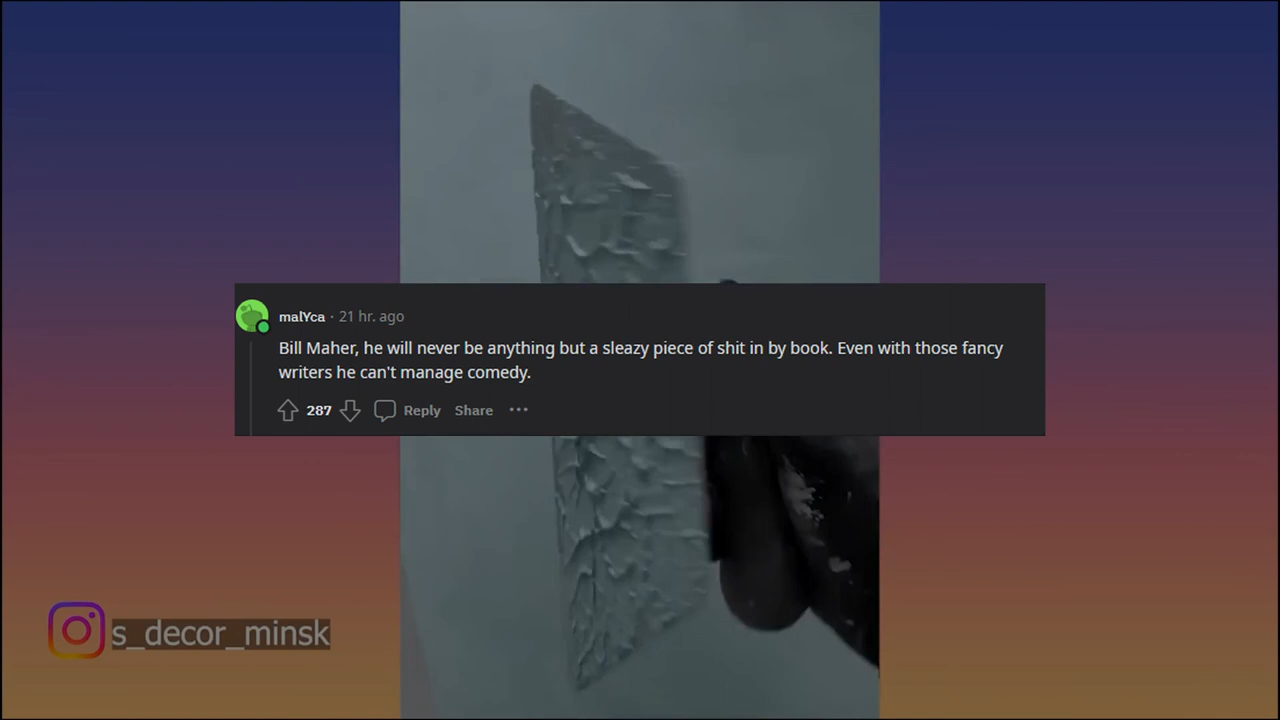 malYca · 21 hr. ago
Bill Maher, he will never be anything but a sleazy piece of shit in by book. Even with those fancy
writers he can't manage comedy.
287 Reply Share ···
s_decor_minsk